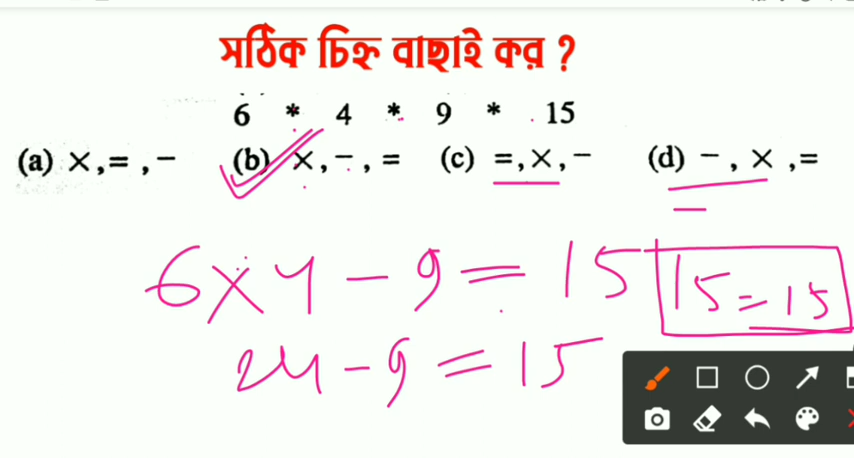 সঠিক চিহ্ন বাছাই কর ?
6 * 4 * 9 * 15
(a) ×,=,− (b) ×,−,= (c) =,×,− (d) −,×,=
6×4−9=15 15=15
24−9=15